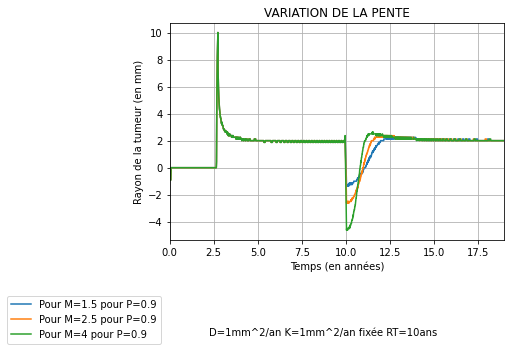 VARIATION DE LA PENTE
Rayon de la tumeur (en mm)
10
8
6
4
2
0
−2
−4
0.0 2.5 5.0 7.5 10.0 12.5 15.0 17.5
Temps (en années)
Pour M=1.5 pour P=0.9
Pour M=2.5 pour P=0.9
Pour M=4 pour P=0.9
D=1mm^2/an K=1mm^2/an fixée RT=10ans